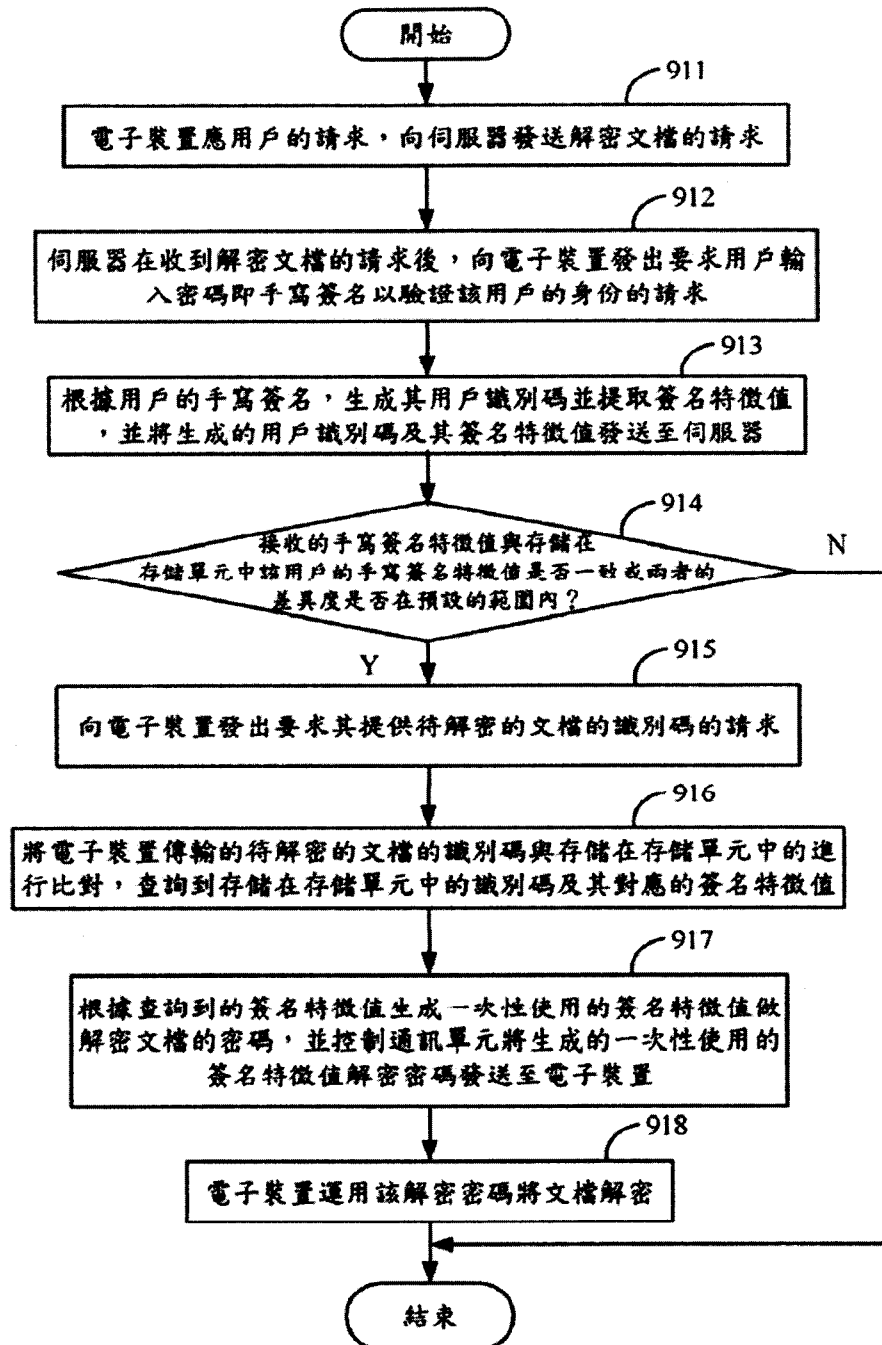 開始
911
電子裝置應用戶的請求，向伺服器發送解密文檔的請求
912
伺服器在收到解密文檔的請求後，向電子裝置發出要求用戶輸
入密碼即手寫簽名以驗證該用戶的身份的請求
913
根據用戶的手寫簽名，生成其用戶識別碼並提取簽名特徵值
，並將生成的用戶識別碼及其簽名特徵值發送至伺服器
914
接收的手寫簽名特徵值與存儲在
存儲單元中該用戶的手寫簽名特徵值是否一致或兩者的
差異度是否在預設的範圍內？
N
Y
915
向電子裝置發出要求其提供待解密的文檔的識別碼的請求
916
將電子裝置傳輸的待解密的文檔的識別碼與存儲在存儲單元中的進
行比對，查詢到存儲在存儲單元中的識別碼及其對應的簽名特徵值
917
根據查詢到的簽名特徵值生成一次性使用的簽名特徵值做
解密文檔的密碼，並控制通訊單元將生成的一次性使用的
簽名特徵值解密密碼發送至電子裝置
918
電子裝置運用該解密密碼將文檔解密
結束